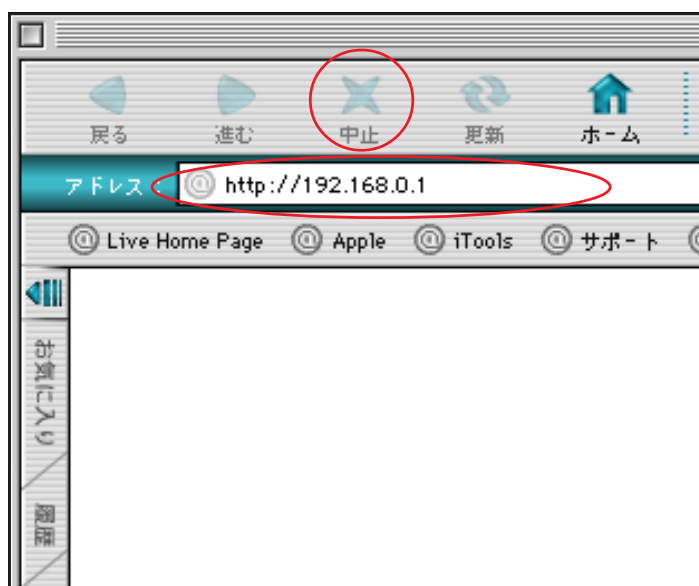 戻る 進む 中止 更新 ホーム
アドレス: http://192.168.0.1
Live Home Page Apple iTools サポート
お気に入り
履歴